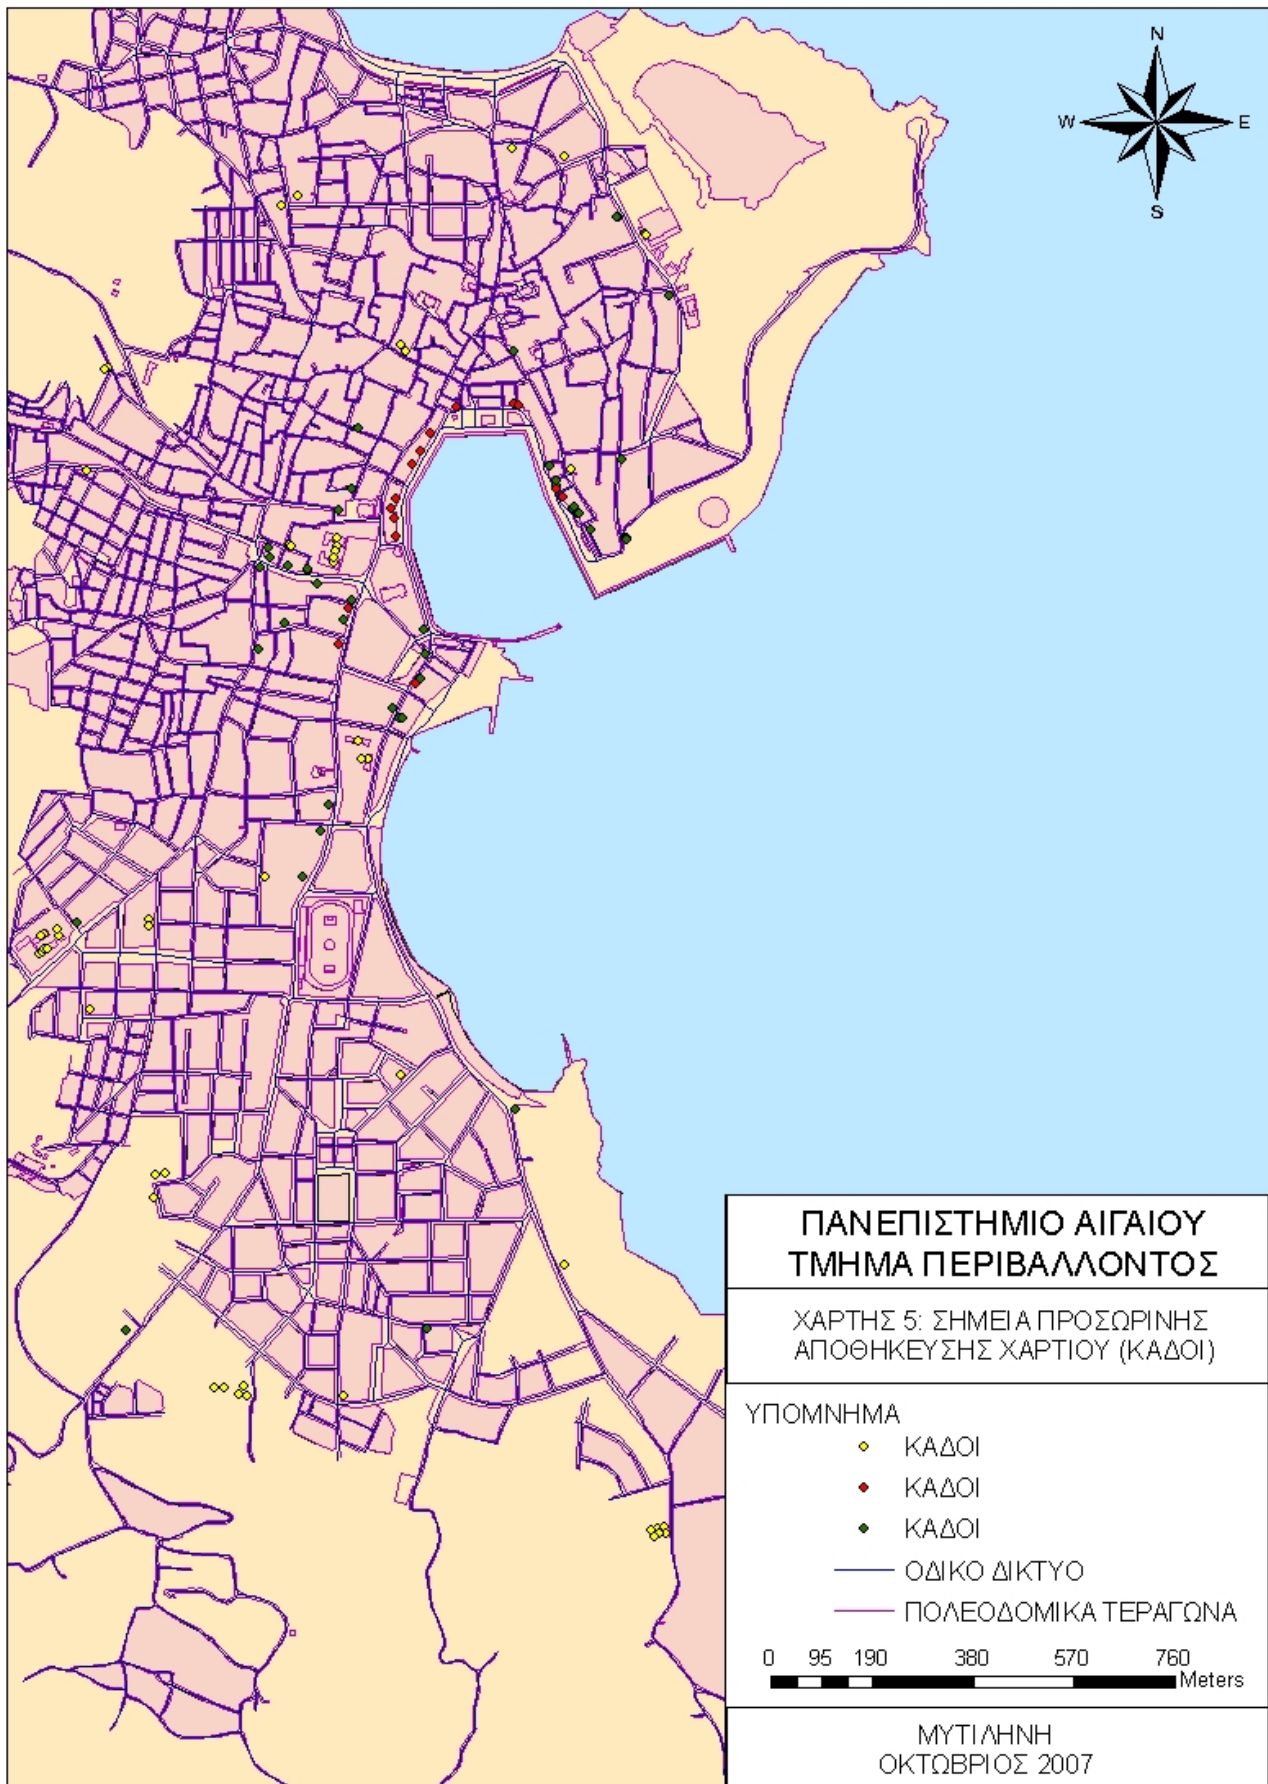 N
W E
S
ΠΑΝΕΠΙΣΤΗΜΙΟ ΑΙΓΑΙΟΥ
ΤΜΗΜΑ ΠΕΡΙΒΑΛΛΟΝΤΟΣ
ΧΑΡΤΗΣ 5: ΣΗΜΕΙΑ ΠΡΟΣΩΡΙΝΗΣ
ΑΠΟΘΗΚΕΥΣΗΣ ΧΑΡΤΙΟΥ (ΚΑΔΟΙ)
ΥΠΟΜΝΗΜΑ
ΚΑΔΟΙ
ΚΑΔΟΙ
ΚΑΔΟΙ
ΟΔΙΚΟ ΔΙΚΤΥΟ
ΠΟΛΕΟΔΟΜΙΚΑ ΤΕΡΑΓΩΝΑ
0 95 190 380 570 760
Meters
ΜΥΤΙΛΗΝΗ
ΟΚΤΩΒΡΙΟΣ 2007